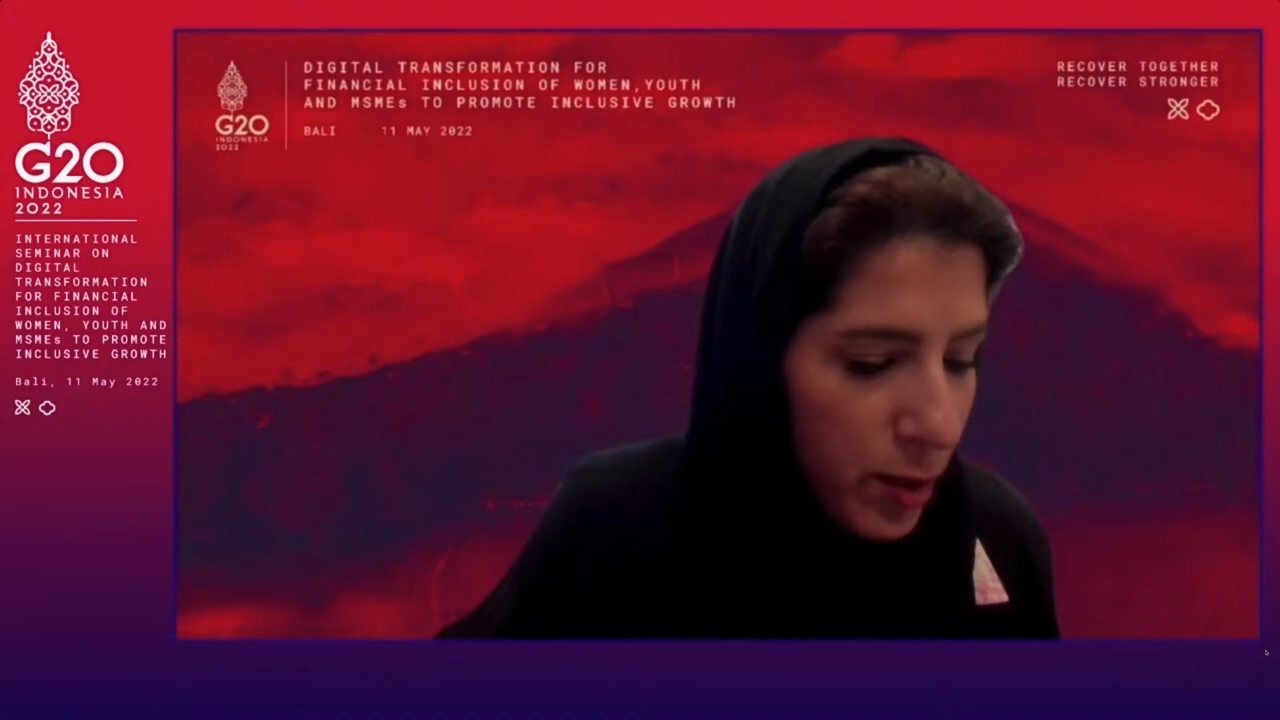 G20
INDONESIA
2022
INTERNATIONAL
SEMINAR ON
DIGITAL
TRANSFORMATION
FOR FINANCIAL
INCLUSION OF
WOMEN, YOUTH AND
MSMEs TO PROMOTE
INCLUSIVE GROWTH
Bali, 11 May 2022
G20
INDONESIA
2022
DIGITAL TRANSFORMATION FOR
FINANCIAL INCLUSION OF WOMEN,YOUTH
AND MSMEs TO PROMOTE INCLUSIVE GROWTH
BALI 11 MAY 2022
RECOVER TOGETHER
RECOVER STRONGER